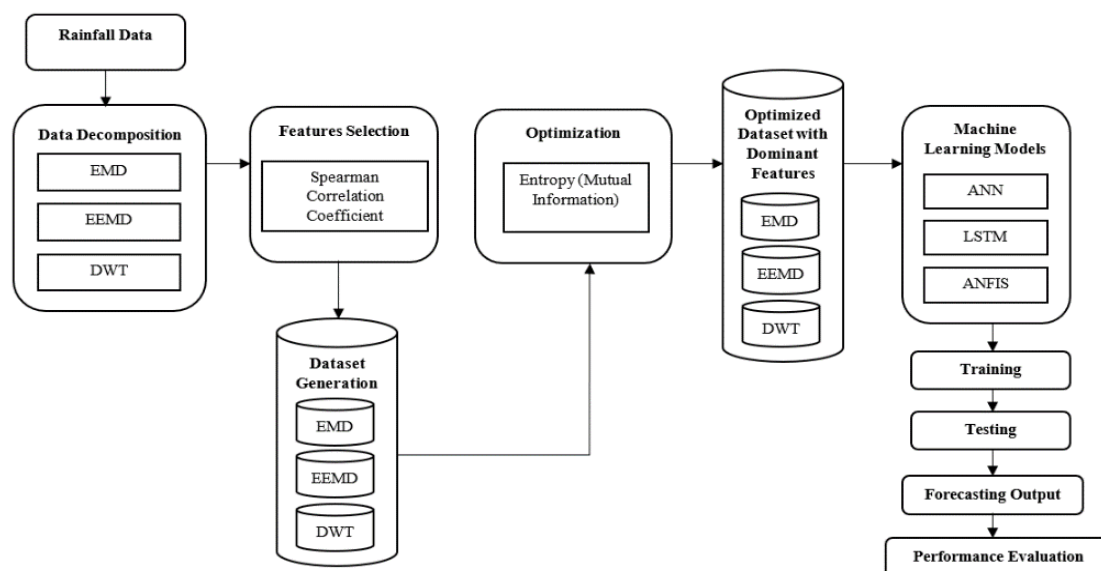 Rainfall Data
Data Decomposition
EMD
EEMD
DWT
Features Selection
Spearman
Correlation
Coefficient
Dataset
Generation
EMD
EEMD
DWT
Optimization
Entropy (Mutual
Information)
Optimized
Dataset with
Dominant
Features
EMD
EEMD
DWT
Machine
Learning Models
ANN
LSTM
ANFIS
Training
Testing
Forecasting Output
Performance Evaluation